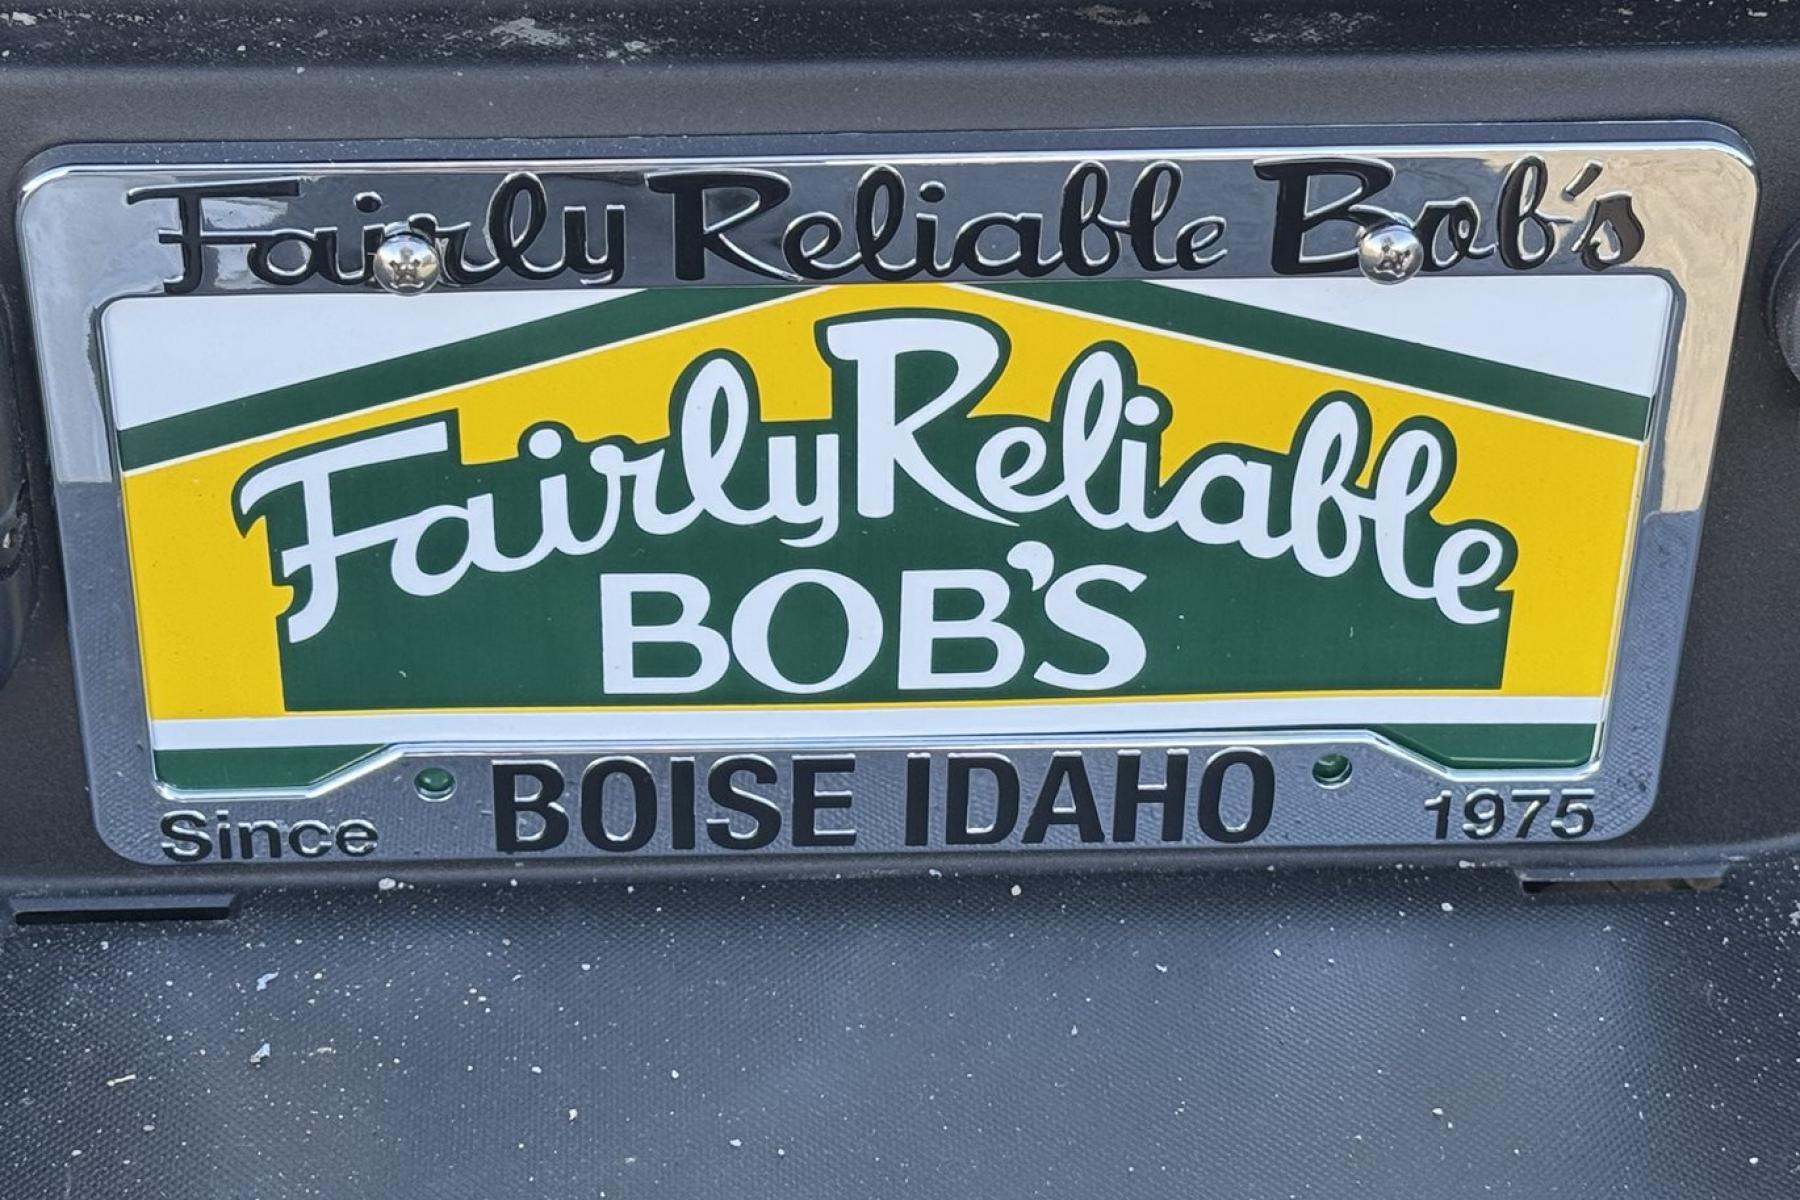 Fairly Reliable Bob's
Fairly Reliable
BOB'S
Since BOISE IDAHO 1975